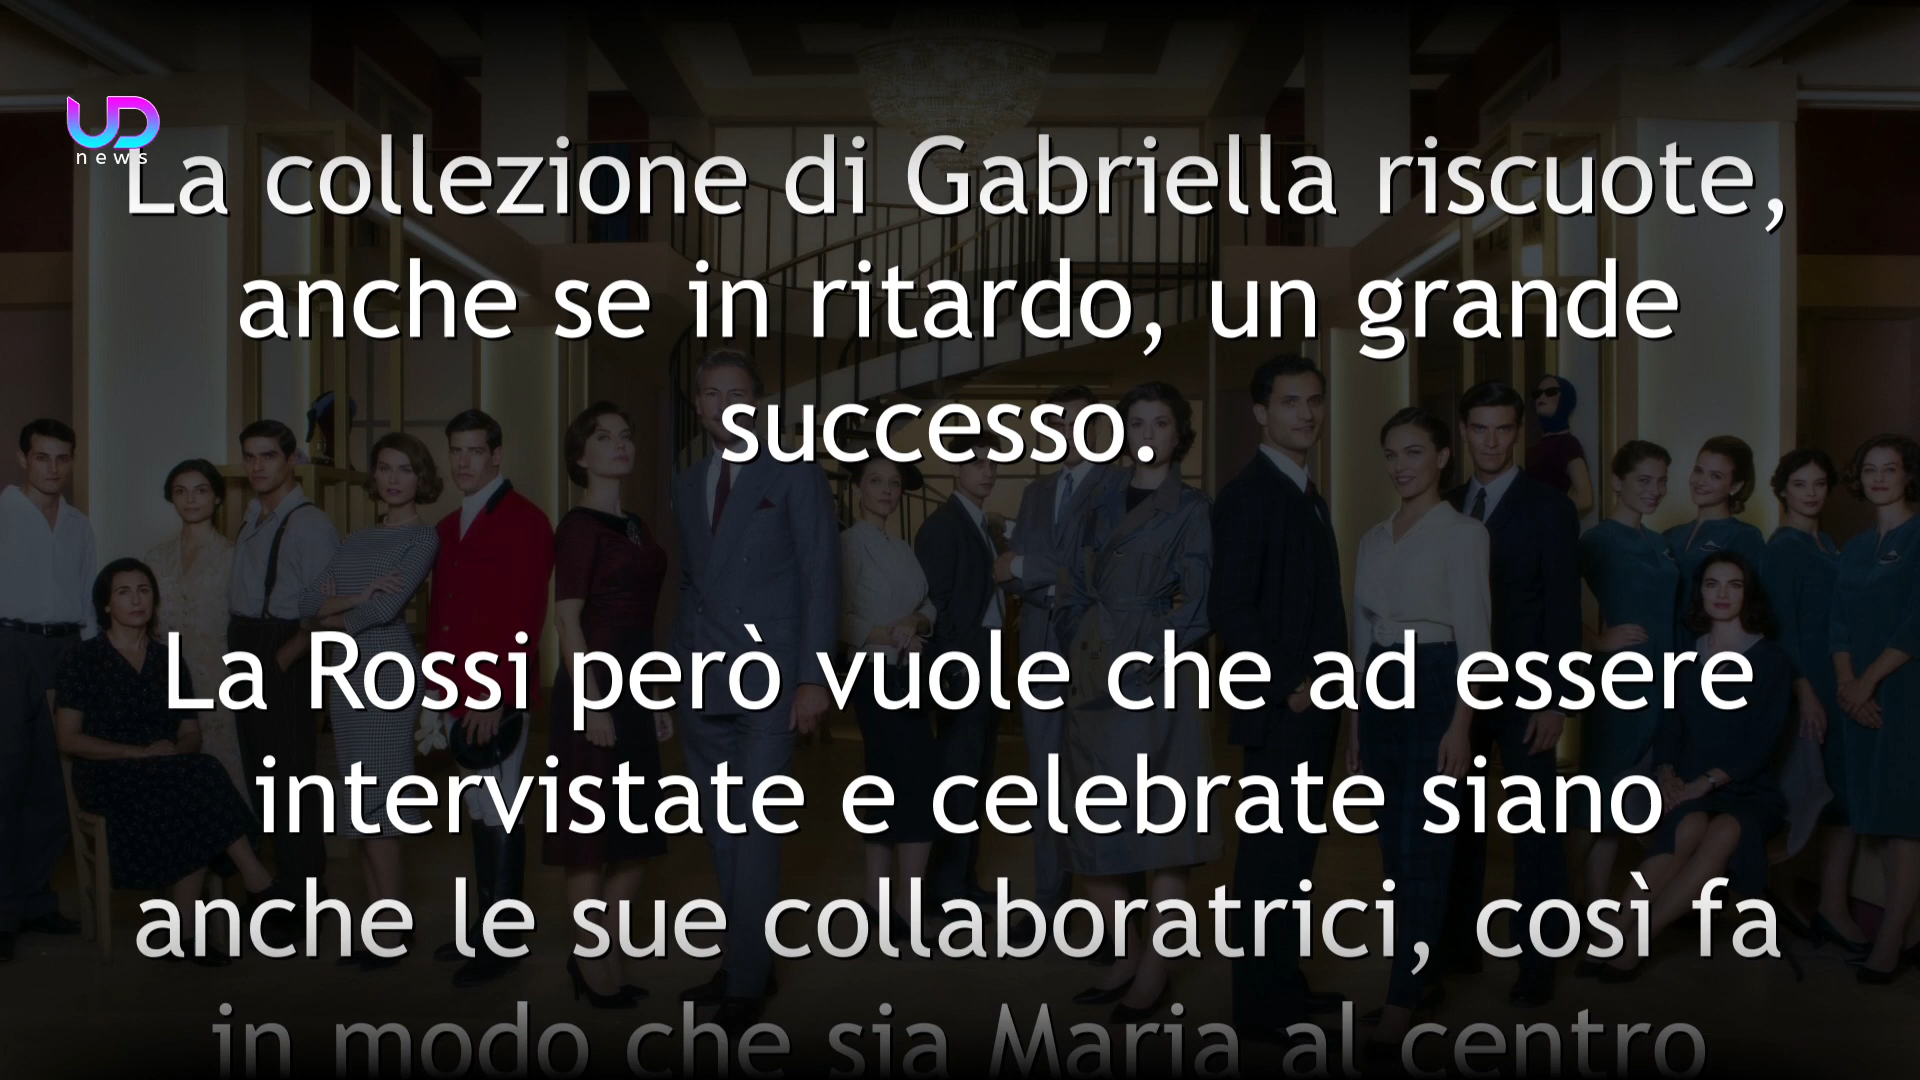 UD
news
La collezione di Gabriella riscuote,
anche se in ritardo, un grande
successo.
La Rossi però vuole che ad essere
intervistate e celebrate siano
anche le sue collaboratrici, così fa
in modo che sia Maria al centro